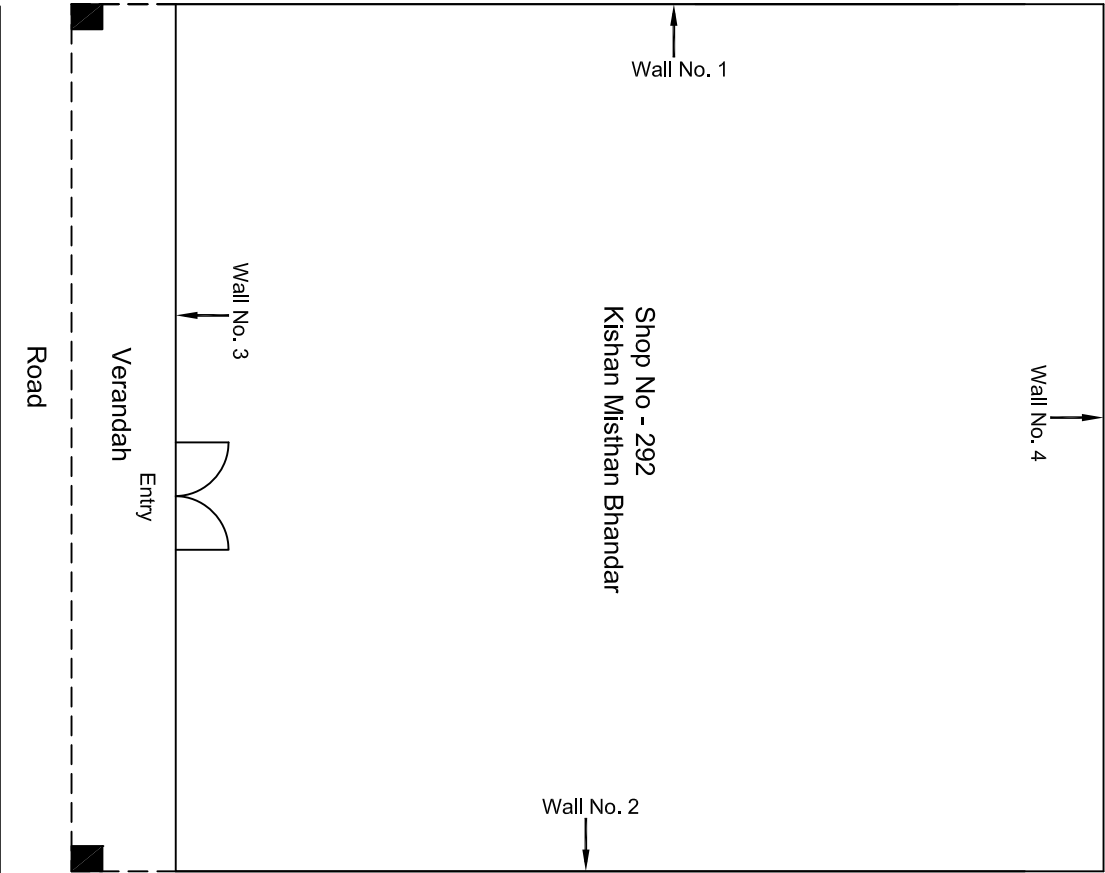 Wall No. 1
Wall No. 4
Wall No. 3
Shop No - 292
Kishan Misthan Bhandar
Road
Verandah
Entry
Wall No. 2